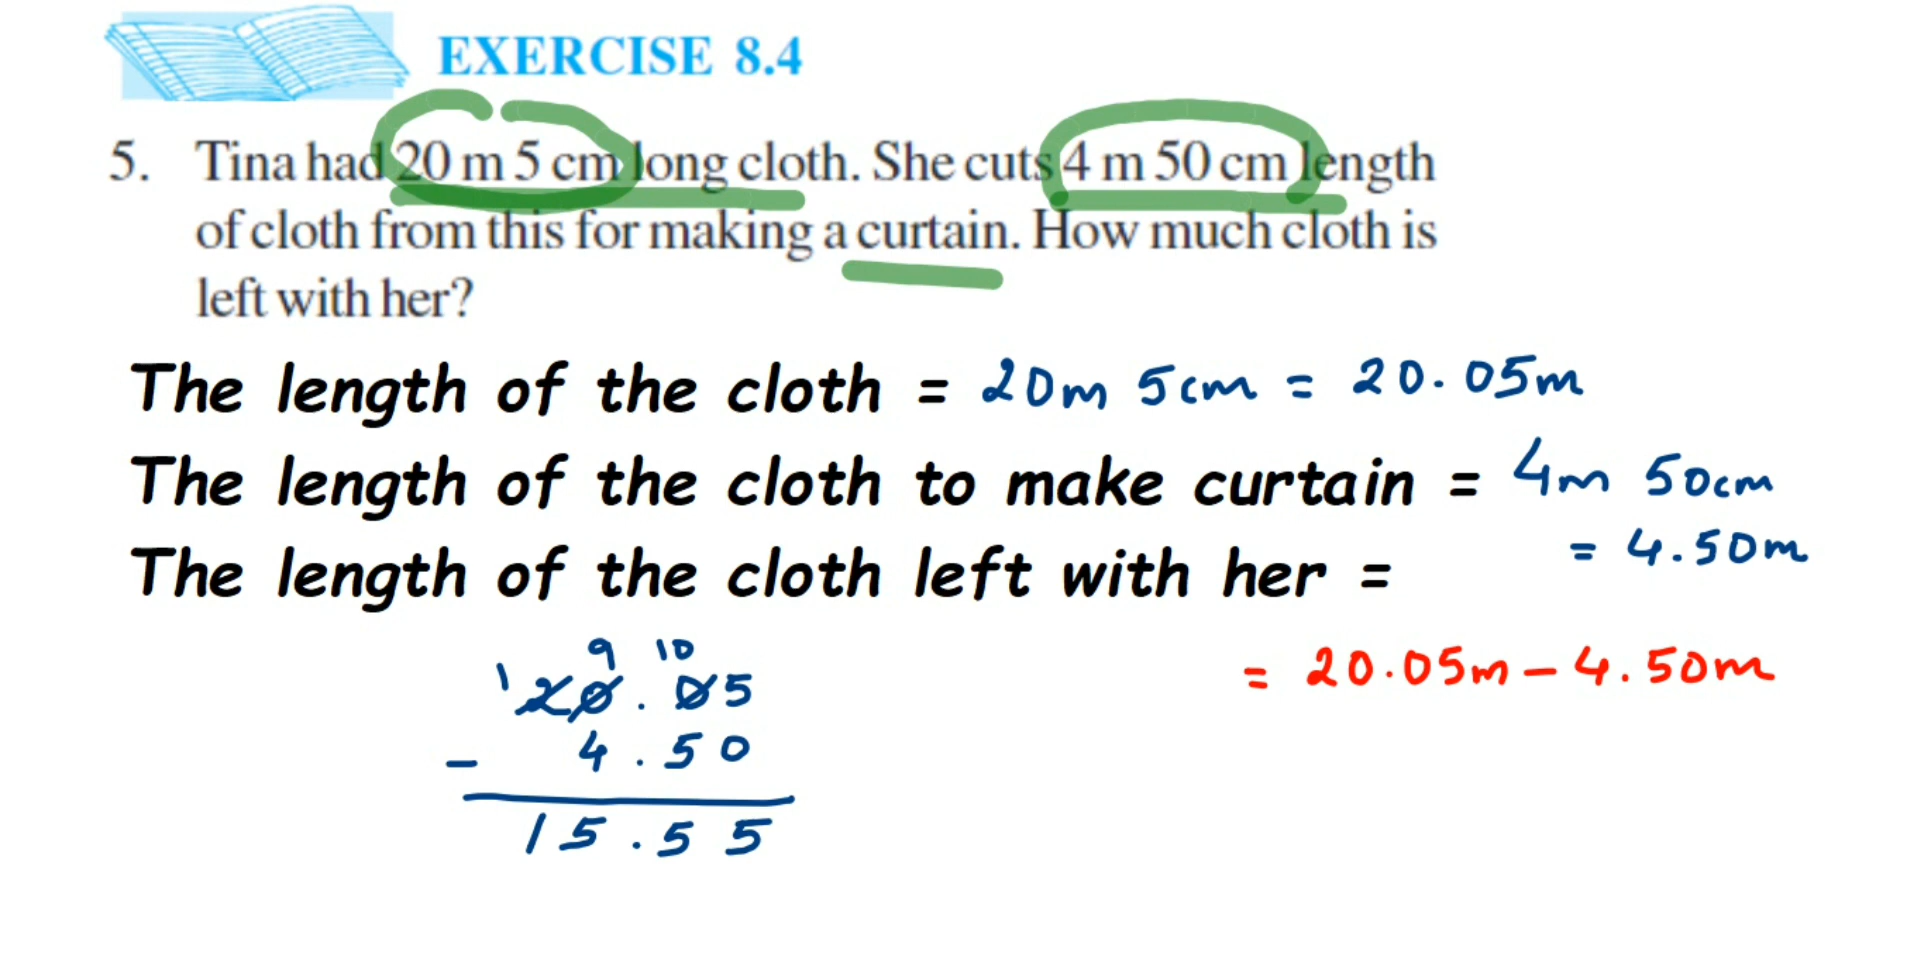 EXERCISE 8.4
5. Tina had 20 m 5 cm long cloth. She cuts 4 m 50 cm length
of cloth from this for making a curtain. How much cloth is
left with her?
The length of the cloth = 20m 5cm = 20.05m
The length of the cloth to make curtain = 4m 50cm
= 4.50m
The length of the cloth left with her =
= 20.05m - 4.50m
9 10
1 20.05
- 4.50
15.55